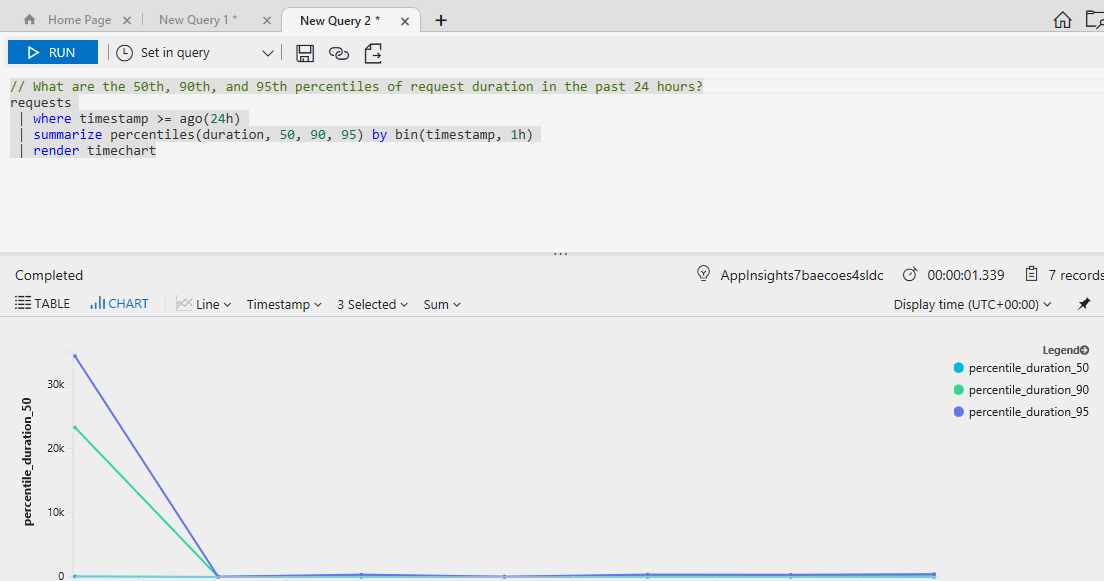 Home Page
New Query 1 *
New Query 2 *
RUN
Set in query
// What are the 50th, 90th, and 95th percentiles of request duration in the past 24 hours?
requests
| where timestamp >= ago(24h)
| summarize percentiles(duration, 50, 90, 95) by bin(timestamp, 1h)
| render timechart
Completed
AppInsights7baecoes4sldc
00:00:01.339
7 records
TABLE
CHART
Line
Timestamp
3 Selected
Sum
Display time (UTC+00:00)
Legend
percentile_duration_50
percentile_duration_90
percentile_duration_95
percentile_duration_50
30k
20k
10k
0